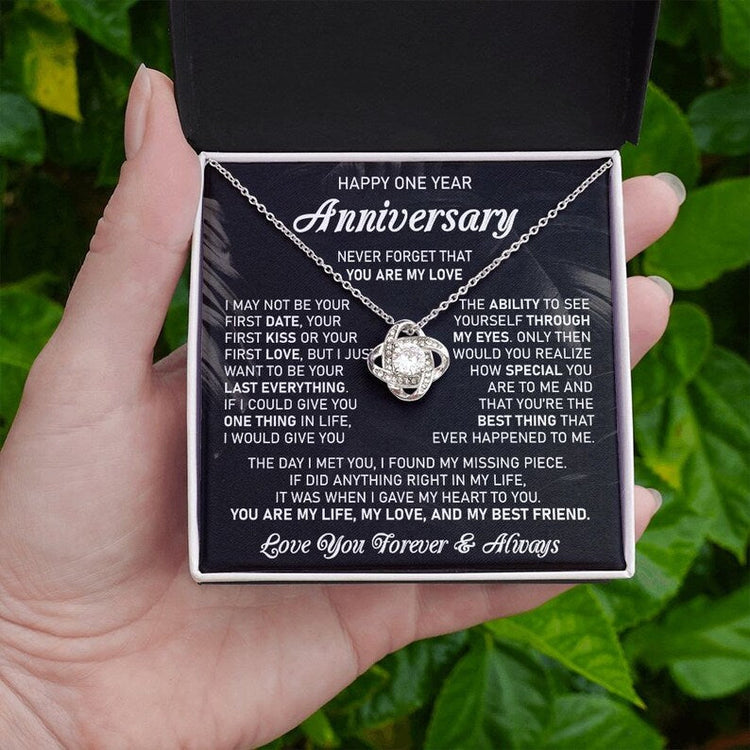 HAPPY ONE YEAR
Anniversary
NEVER FORGET THAT
YOU ARE MY LOVE
I MAY NOT BE YOUR
FIRST DATE, YOUR
FIRST KISS OR YOUR
FIRST LOVE, BUT I JUST
WANT TO BE YOUR
LAST EVERYTHING.
IF I COULD GIVE YOU
ONE THING IN LIFE,
I WOULD GIVE YOU
THE ABILITY TO SEE
YOURSELF THROUGH
MY EYES. ONLY THEN
WOULD YOU REALIZE
HOW SPECIAL YOU
ARE TO ME AND
THAT YOU'RE THE
BEST THING THAT
EVER HAPPENED TO ME.
THE DAY I MET YOU, I FOUND MY MISSING PIECE.
IF DID ANYTHING RIGHT IN MY LIFE,
IT WAS WHEN I GAVE MY HEART TO YOU.
YOU ARE MY LIFE, MY LOVE, AND MY BEST FRIEND.
Love You Forever & Always